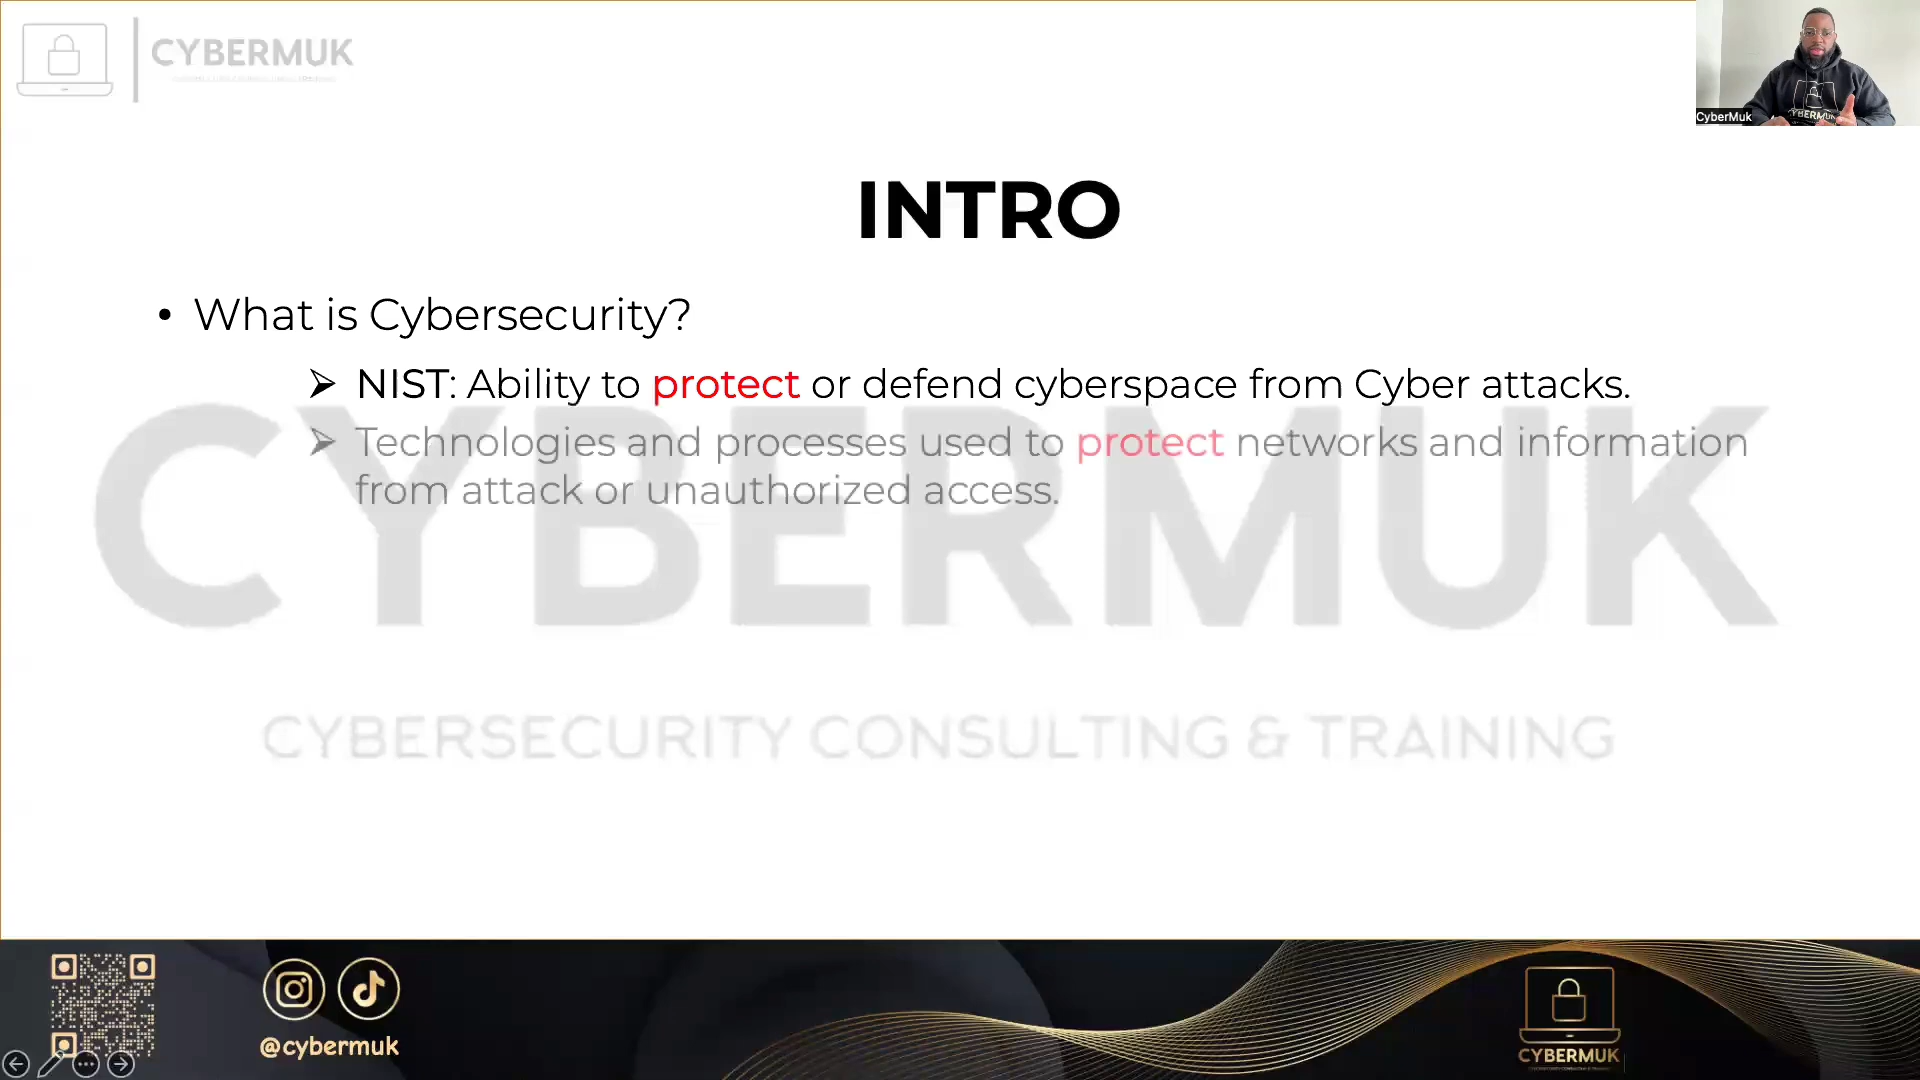 CYBERMUK
CyberMuk
CYBERMUK
INTRO
• What is Cybersecurity?
➢ NIST: Ability to protect or defend cyberspace from Cyber attacks.
➢ Technologies and processes used to protect networks and information
from attack or unauthorized access.
CYBERMUK
CYBERSECURITY CONSULTING & TRAINING
@cybermuk
CYBERMUK